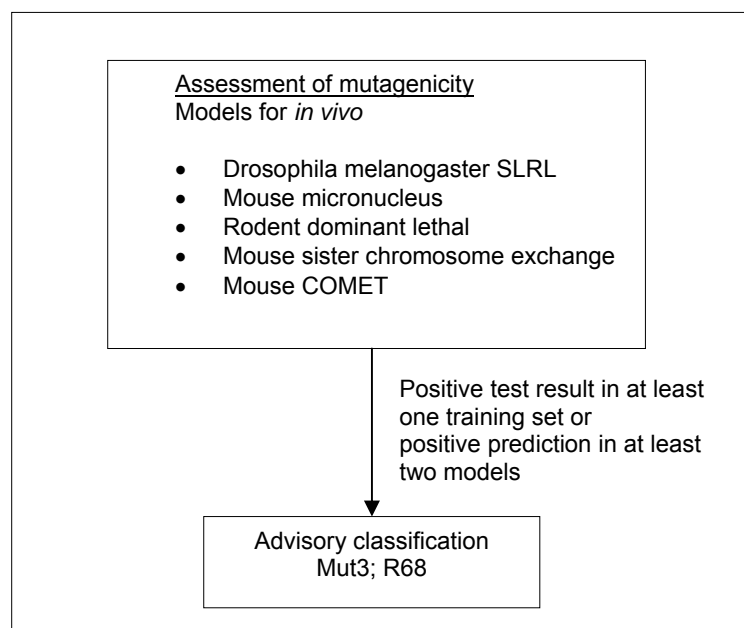 Assessment of mutagenicity
Models for in vivo
• Drosophila melanogaster SLRL
• Mouse micronucleus
• Rodent dominant lethal
• Mouse sister chromosome exchange
• Mouse COMET
Positive test result in at least
one training set or
positive prediction in at least
two models
Advisory classification
Mut3; R68